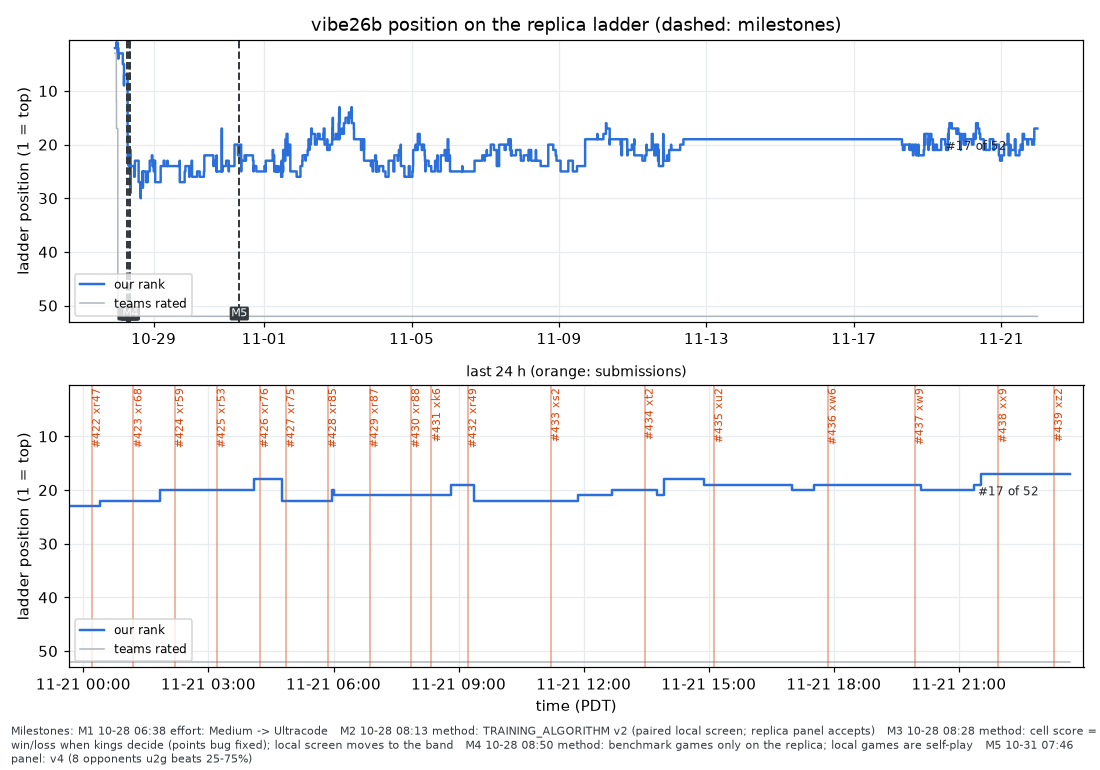 vibe26b position on the replica ladder (dashed: milestones)
ladder position (1 = top)
10
20
30
40
50
#17 of 52
our rank
teams rated
M4
M5
10-29
11-01
11-05
11-09
11-13
11-17
11-21
last 24 h (orange: submissions)
ladder position (1 = top)
10
20
30
40
50
#422 xr47
#423 xr68
#424 xr59
#425 xr53
#426 xr76
#427 xr75
#428 xr85
#429 xr87
#430 xr88
#431 xk6
#432 xr49
#433 xs2
#434 xt2
#435 xu2
#436 xw6
#437 xw9
#438 xx9
#439 xz2
#17 of 52
our rank
teams rated
11-21 00:00
11-21 03:00
11-21 06:00
11-21 09:00
11-21 12:00
11-21 15:00
11-21 18:00
11-21 21:00
time (PDT)
Milestones: M1 10-28 06:38 effort: Medium -> Ultracode M2 10-28 08:13 method: TRAINING_ALGORITHM v2 (paired local screen; replica panel accepts) M3 10-28 08:28 method: cell score =
win/loss when kings decide (points bug fixed); local screen moves to the band M4 10-28 08:50 method: benchmark games only on the replica; local games are self-play M5 10-31 07:46
panel: v4 (8 opponents u2g beats 25-75%)